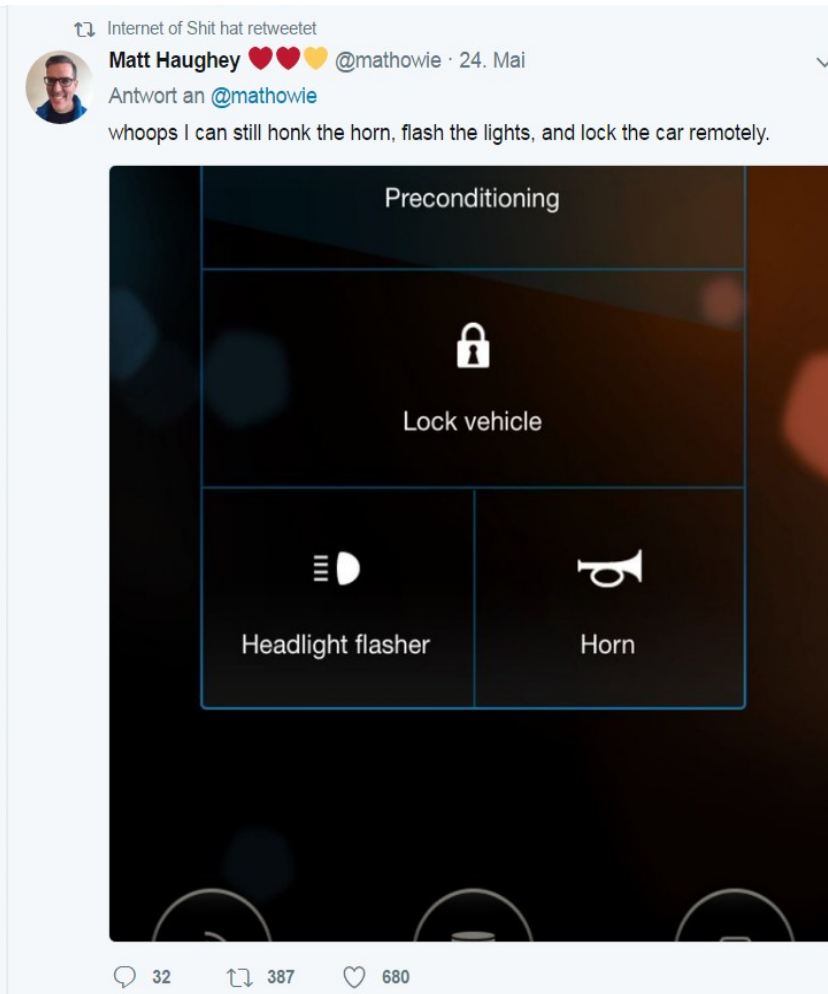 Internet of Shit hat retweetet
Matt Haughey @mathowie · 24. Mai
Antwort an @mathowie
whoops I can still honk the horn, flash the lights, and lock the car remotely.
Preconditioning
Lock vehicle
Headlight flasher Horn
32 387 680